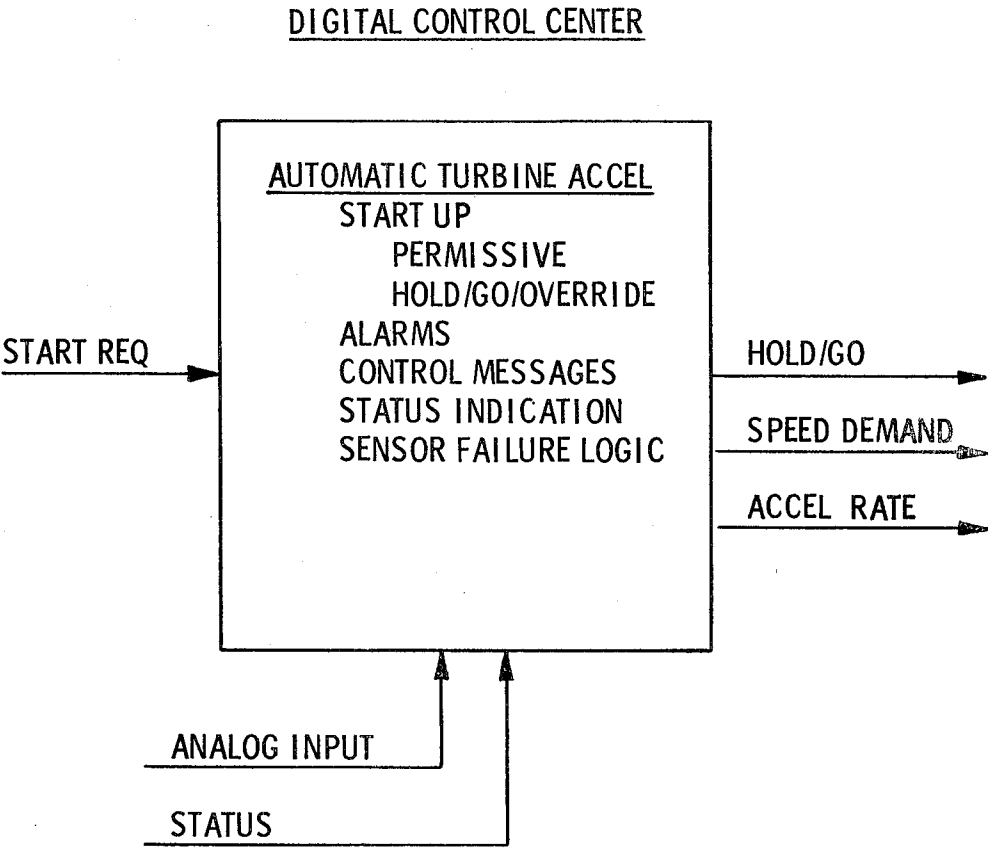 DIGITAL CONTROL CENTER
AUTOMATIC TURBINE ACCEL
START UP
PERMISSIVE
HOLD/GO/OVERRIDE
ALARMS
CONTROL MESSAGES
STATUS INDICATION
SENSOR FAILURE LOGIC
START REQ
HOLD/GO
SPEED DEMAND
ACCEL RATE
ANALOG INPUT
STATUS